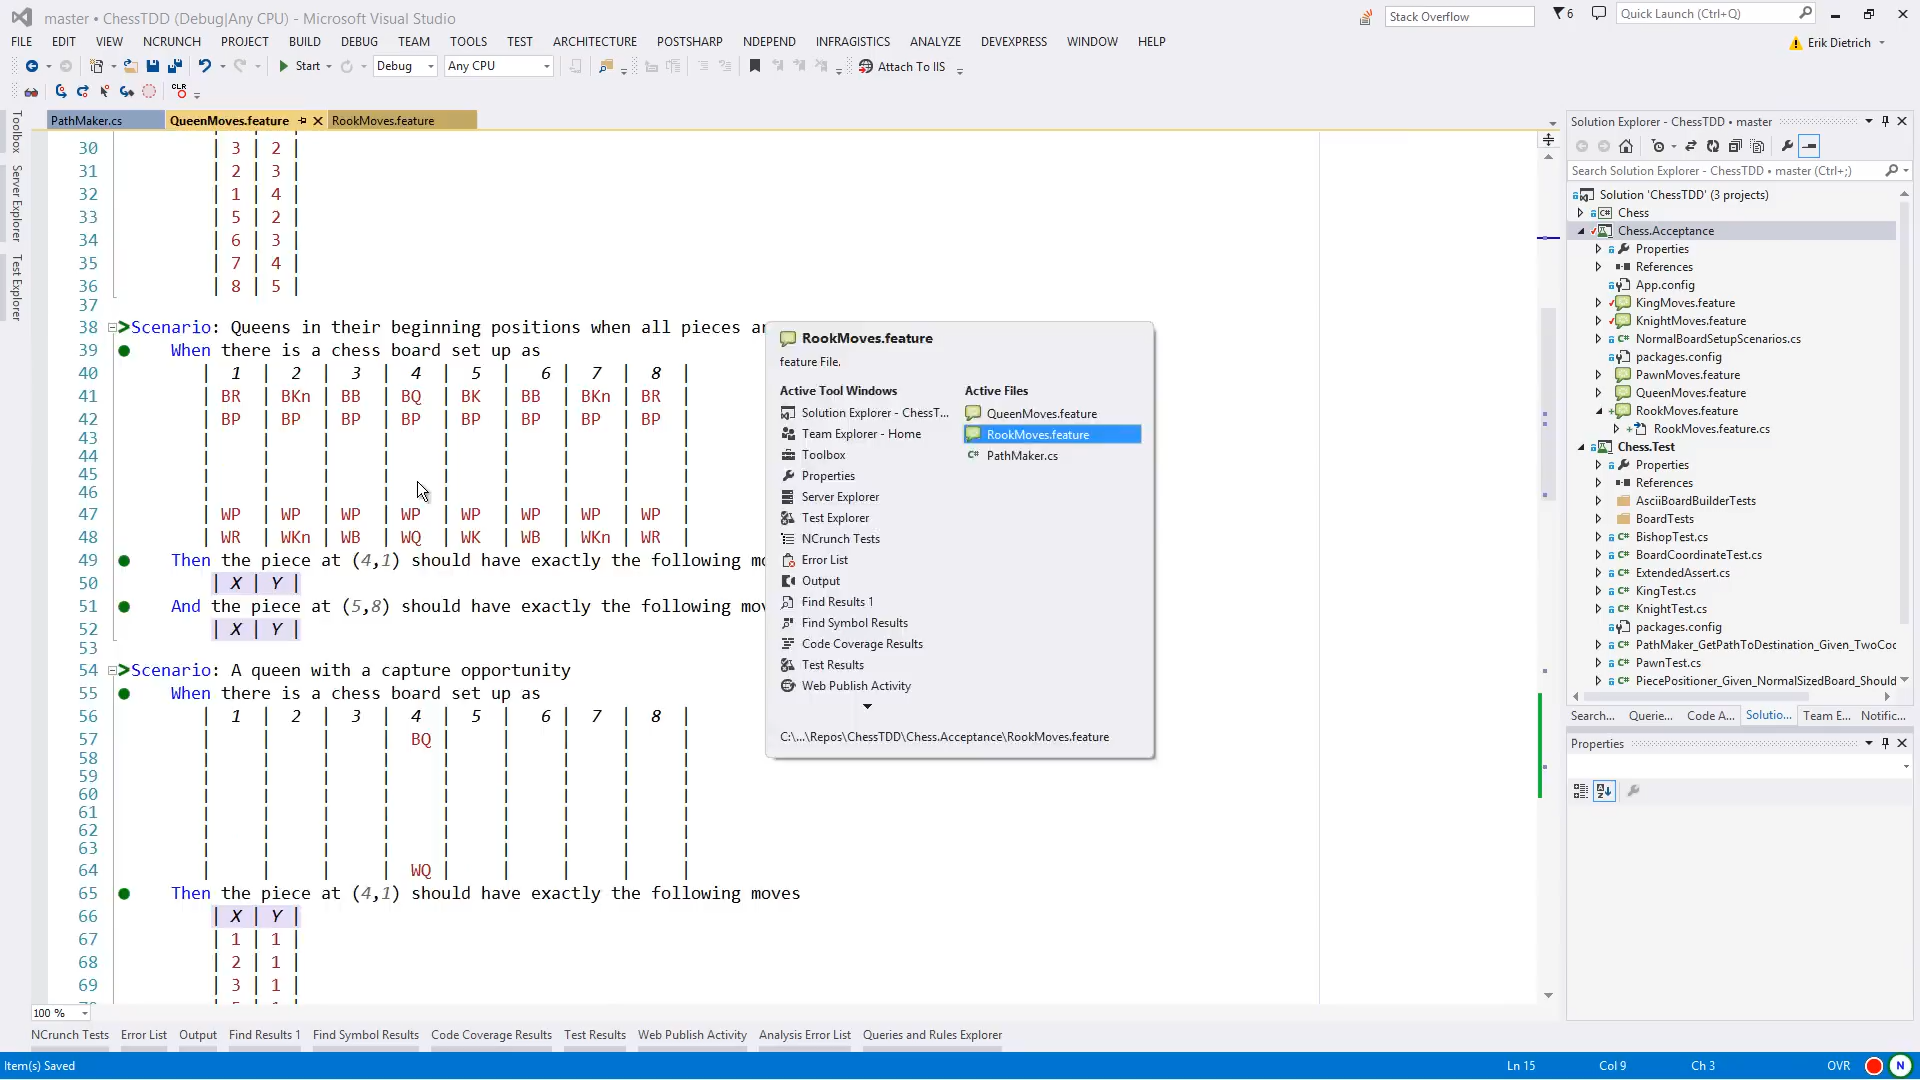 master • ChessTDD (Debug|Any CPU) - Microsoft Visual Studio
Stack Overflow
6
Quick Launch (Ctrl+Q)
FILE EDIT VIEW NCRUNCH PROJECT BUILD DEBUG TEAM TOOLS TEST ARCHITECTURE POSTSHARP NDEPEND INFRAGISTICS ANALYZE DEVEXPRESS WINDOW HELP
Erik Dietrich
Start Debug Any CPU Attach To IIS
CLR
Toolbox
Server Explorer
Test Explorer
PathMaker.cs QueenMoves.feature RookMoves.feature
30 | 3 | 2 |
31 | 2 | 3 |
32 | 1 | 4 |
33 | 5 | 2 |
34 | 6 | 3 |
35 | 7 | 4 |
36 | 8 | 5 |
37
38 Scenario: Queens in their beginning positions when all pieces ar
39 When there is a chess board set up as
40 | 1 | 2 | 3 | 4 | 5 | 6 | 7 | 8 |
41 | BR | BKn | BB | BQ | BK | BB | BKn | BR |
42 | BP | BP | BP | BP | BP | BP | BP | BP |
43 | | | | | | | | |
44 | | | | | | | | |
45 | | | | | | | | |
46 | | | | | | | | |
47 | WP | WP | WP | WP | WP | WP | WP | WP |
48 | WR | WKn | WB | WQ | WK | WB | WKn | WR |
49 Then the piece at (4,1) should have exactly the following mo
50 | X | Y |
51 And the piece at (5,8) should have exactly the following mov
52 | X | Y |
53
54 Scenario: A queen with a capture opportunity
55 When there is a chess board set up as
56 | 1 | 2 | 3 | 4 | 5 | 6 | 7 | 8 |
57 | | | | BQ | | | | |
58 | | | | | | | | |
59 | | | | | | | | |
60 | | | | | | | | |
61 | | | | | | | | |
62 | | | | | | | | |
63 | | | | | | | | |
64 | | | | WQ | | | | |
65 Then the piece at (4,1) should have exactly the following moves
66 | X | Y |
67 | 1 | 1 |
68 | 2 | 1 |
69 | 3 | 1 |
100 %
RookMoves.feature
feature File.
Active Tool Windows
Solution Explorer - ChessT...
Team Explorer - Home
Toolbox
Properties
Server Explorer
Test Explorer
NCrunch Tests
Error List
Output
Find Results 1
Find Symbol Results
Code Coverage Results
Test Results
Web Publish Activity
Active Files
QueenMoves.feature
RookMoves.feature
PathMaker.cs
C:\...\Repos\ChessTDD\Chess.Acceptance\RookMoves.feature
Solution Explorer - ChessTDD • master
Search Solution Explorer - ChessTDD • master (Ctrl+;)
Solution 'ChessTDD' (3 projects)
Chess
Chess.Acceptance
Properties
References
App.config
KingMoves.feature
KnightMoves.feature
NormalBoardSetupScenarios.cs
packages.config
PawnMoves.feature
QueenMoves.feature
RookMoves.feature
RookMoves.feature.cs
Chess.Test
Properties
References
AsciiBoardBuilderTests
BoardTests
BishopTest.cs
BoardCoordinateTest.cs
ExtendedAssert.cs
KingTest.cs
KnightTest.cs
packages.config
PathMaker_GetPathToDestination_Given_TwoCoo
PawnTest.cs
PiecePositioner_Given_NormalSizedBoard_Should
Search... Querie... Code A... Solutio... Team E... Notific...
Properties
NCrunch Tests Error List Output Find Results 1 Find Symbol Results Code Coverage Results Test Results Web Publish Activity Analysis Error List Queries and Rules Explorer
Item(s) Saved Ln 15 Col 9 Ch 3 OVR N